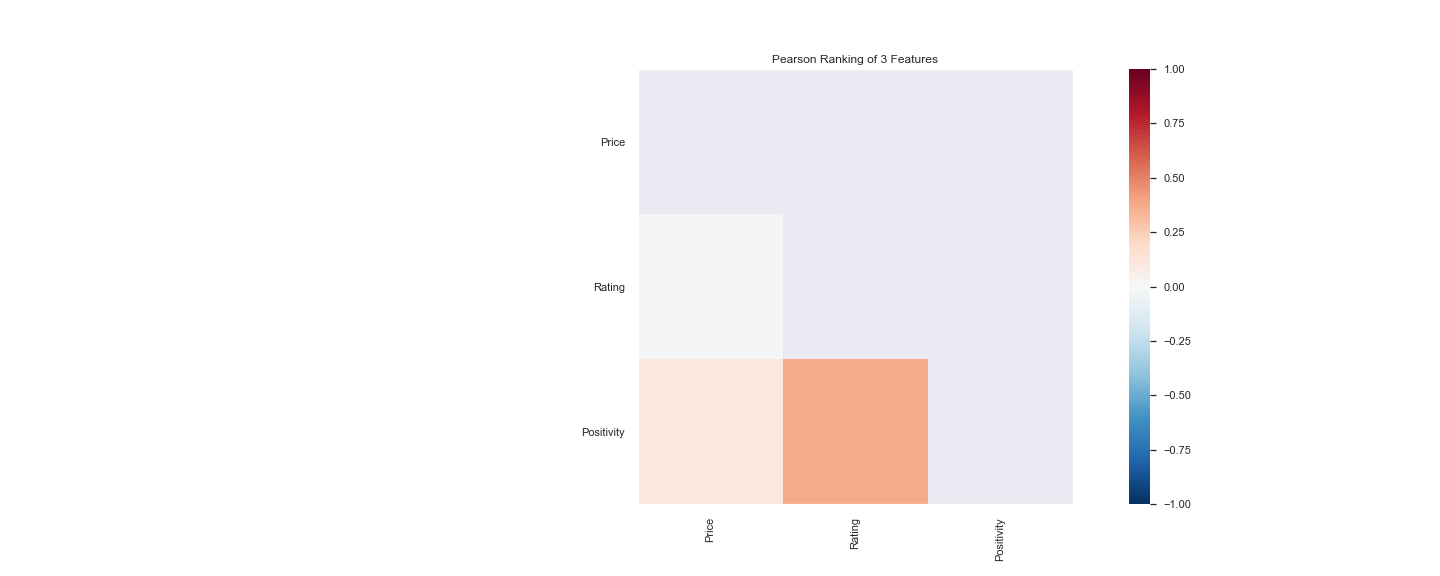 Pearson Ranking of 3 Features
Price
Rating
Positivity
Price
Rating
Positivity
1.00
0.75
0.50
0.25
0.00
−0.25
−0.50
−0.75
−1.00